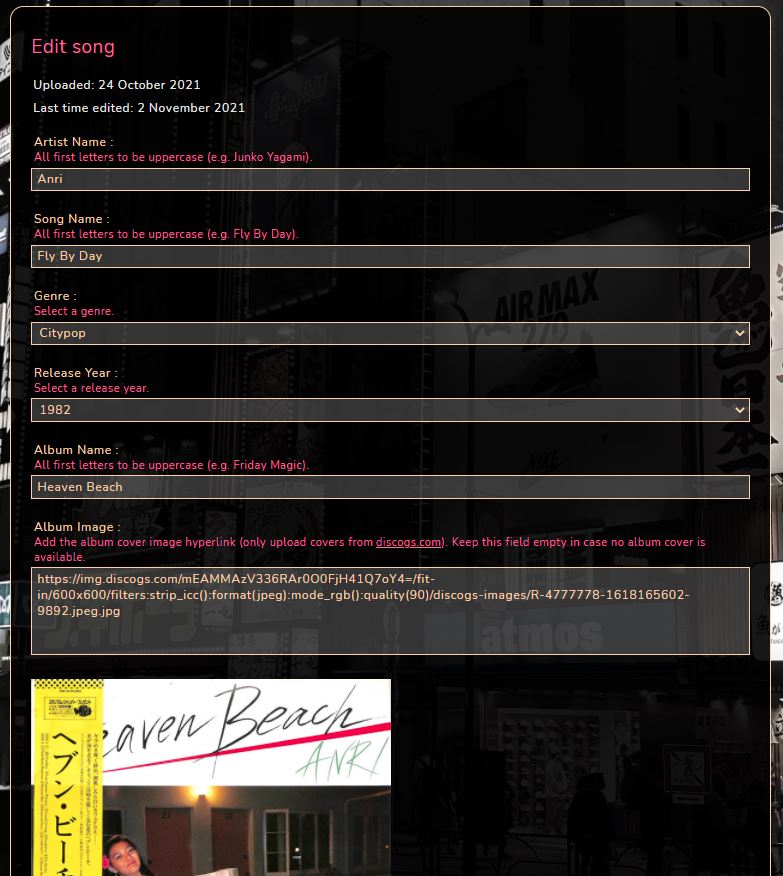 Edit song
Uploaded: 24 October 2021
Last time edited: 2 November 2021
Artist Name :
All first letters to be uppercase (e.g. Junko Yagami).
Anri
Song Name :
All first letters to be uppercase (e.g. Fly By Day).
Fly By Day
Genre :
Select a genre.
Citypop
Release Year :
Select a release year.
1982
Album Name :
All first letters to be uppercase (e.g. Friday Magic).
Heaven Beach
Album Image :
Add the album cover image hyperlink (only upload covers from discogs.com). Keep this field empty in case no album cover is
available.
https://img.discogs.com/mEAMMAzV336RAr0O0FjH41Q7oY4=/fit-
in/600x600/filters:strip_icc():format(jpeg):mode_rgb():quality(90)/discogs-images/R-4777778-1618165602-
9892.jpeg.jpg
eaven Beach
ANRI
ヘブン・ビーチ
AIR MAX
270
NIKE
atmos
魚
日本一